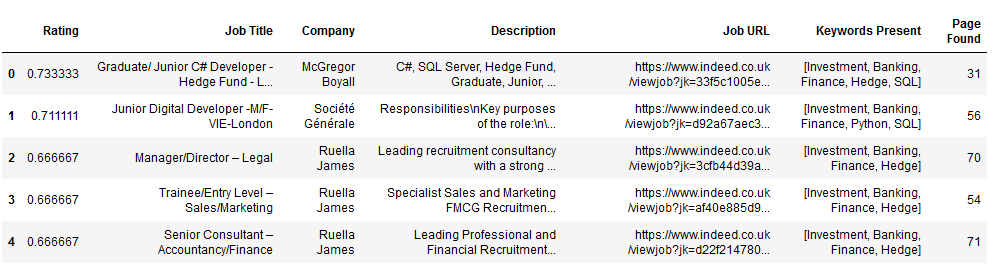 Rating Job Title Company Description Job URL Keywords Present Page Found
0 0.733333 Graduate/ Junior C# Developer - Hedge Fund - L... McGregor Boyall C#, SQL Server, Hedge Fund, Graduate, Junior, ... https://www.indeed.co.uk/viewjob?jk=33f5c1005e... [Investment, Banking, Finance, Hedge, SQL] 31
1 0.711111 Junior Digital Developer -M/F- VIE-London Société Générale Responsibilities\nKey purposes of the role:\n\... https://www.indeed.co.uk/viewjob?jk=d92a67aec3... [Investment, Banking, Finance, Python, SQL] 56
2 0.666667 Manager/Director – Legal Ruella James Leading recruitment consultancy with a strong ... https://www.indeed.co.uk/viewjob?jk=3cfb44d39a... [Investment, Banking, Finance, Hedge] 70
3 0.666667 Trainee/Entry Level – Sales/Marketing Ruella James Specialist Sales and Marketing FMCG Recruitmen... https://www.indeed.co.uk/viewjob?jk=af40e885d9... [Investment, Banking, Finance, Hedge] 54
4 0.666667 Senior Consultant – Accountancy/Finance Ruella James Leading Professional and Financial Recruitment... https://www.indeed.co.uk/viewjob?jk=d22f214780... [Investment, Banking, Finance, Hedge] 71